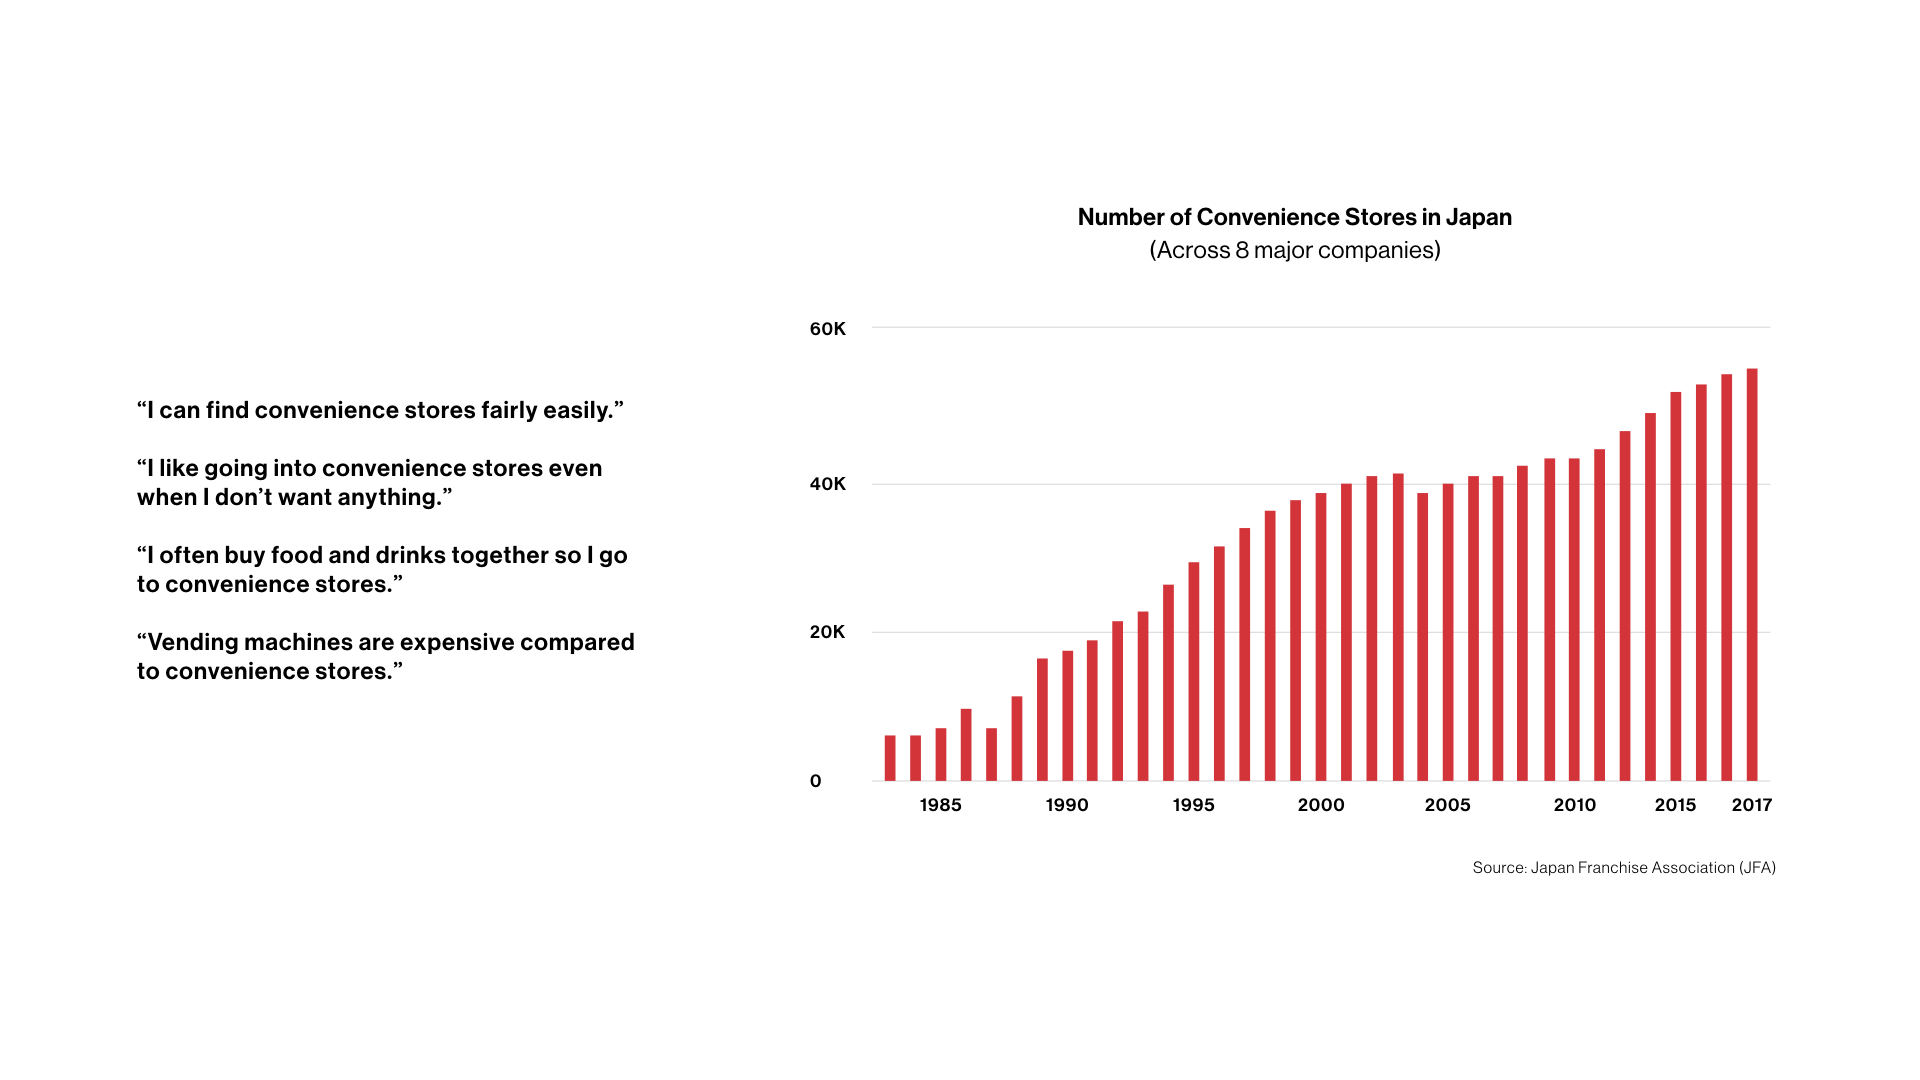 “I can find convenience stores fairly easily.”
“I like going into convenience stores even
when I don’t want anything.”
“I often buy food and drinks together so I go
to convenience stores.”
“Vending machines are expensive compared
to convenience stores.”
Number of Convenience Stores in Japan
(Across 8 major companies)
60K
40K
20K
0
1985 1990 1995 2000 2005 2010 2015 2017
Source: Japan Franchise Association (JFA)